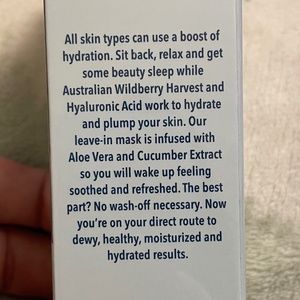 All skin types can use a boost of
hydration. Sit back, relax and get
some beauty sleep while
Australian Wildberry Harvest and
Hyaluronic Acid work to hydrate
and plump your skin. Our
leave-in mask is infused with
Aloe Vera and Cucumber Extract
so you will wake up feeling
soothed and refreshed. The best
part? No wash-off necessary. Now
you're on your direct route to
dewy, healthy, moisturized and
hydrated results.